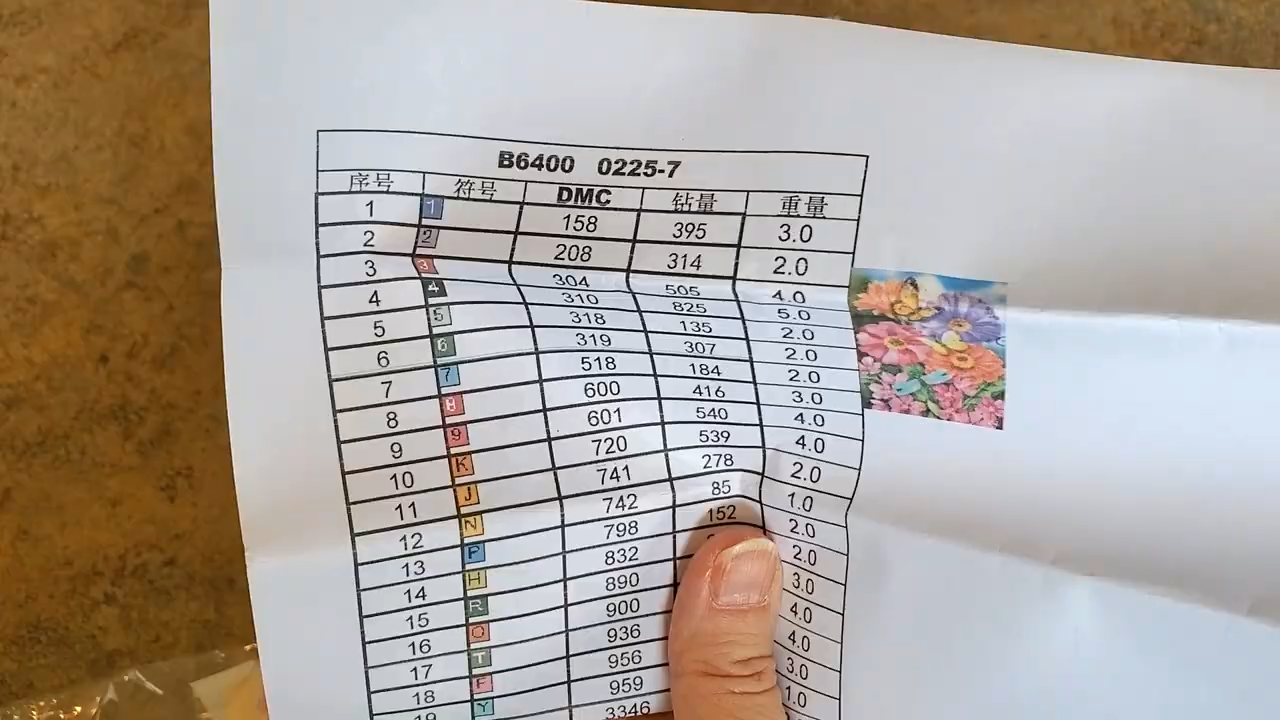 B6400 0225-7
序号 符号 DMC 钻量 重量
1 1 158 395 3.0
2 2 208 314 2.0
3 3 304 505 4.0
4 4 310 825 5.0
5 5 318 135 2.0
6 6 319 307 2.0
7 7 518 184 2.0
8 8 600 416 3.0
9 9 601 540 4.0
10 K 720 539 4.0
11 J 741 278 2.0
12 N 742 85 1.0
13 P 798 152 2.0
14 H 832 2.0
15 R 890 3.0
16 Q 900 4.0
17 T 936 4.0
18 F 956 3.0
19 Y 959 1.0
3346